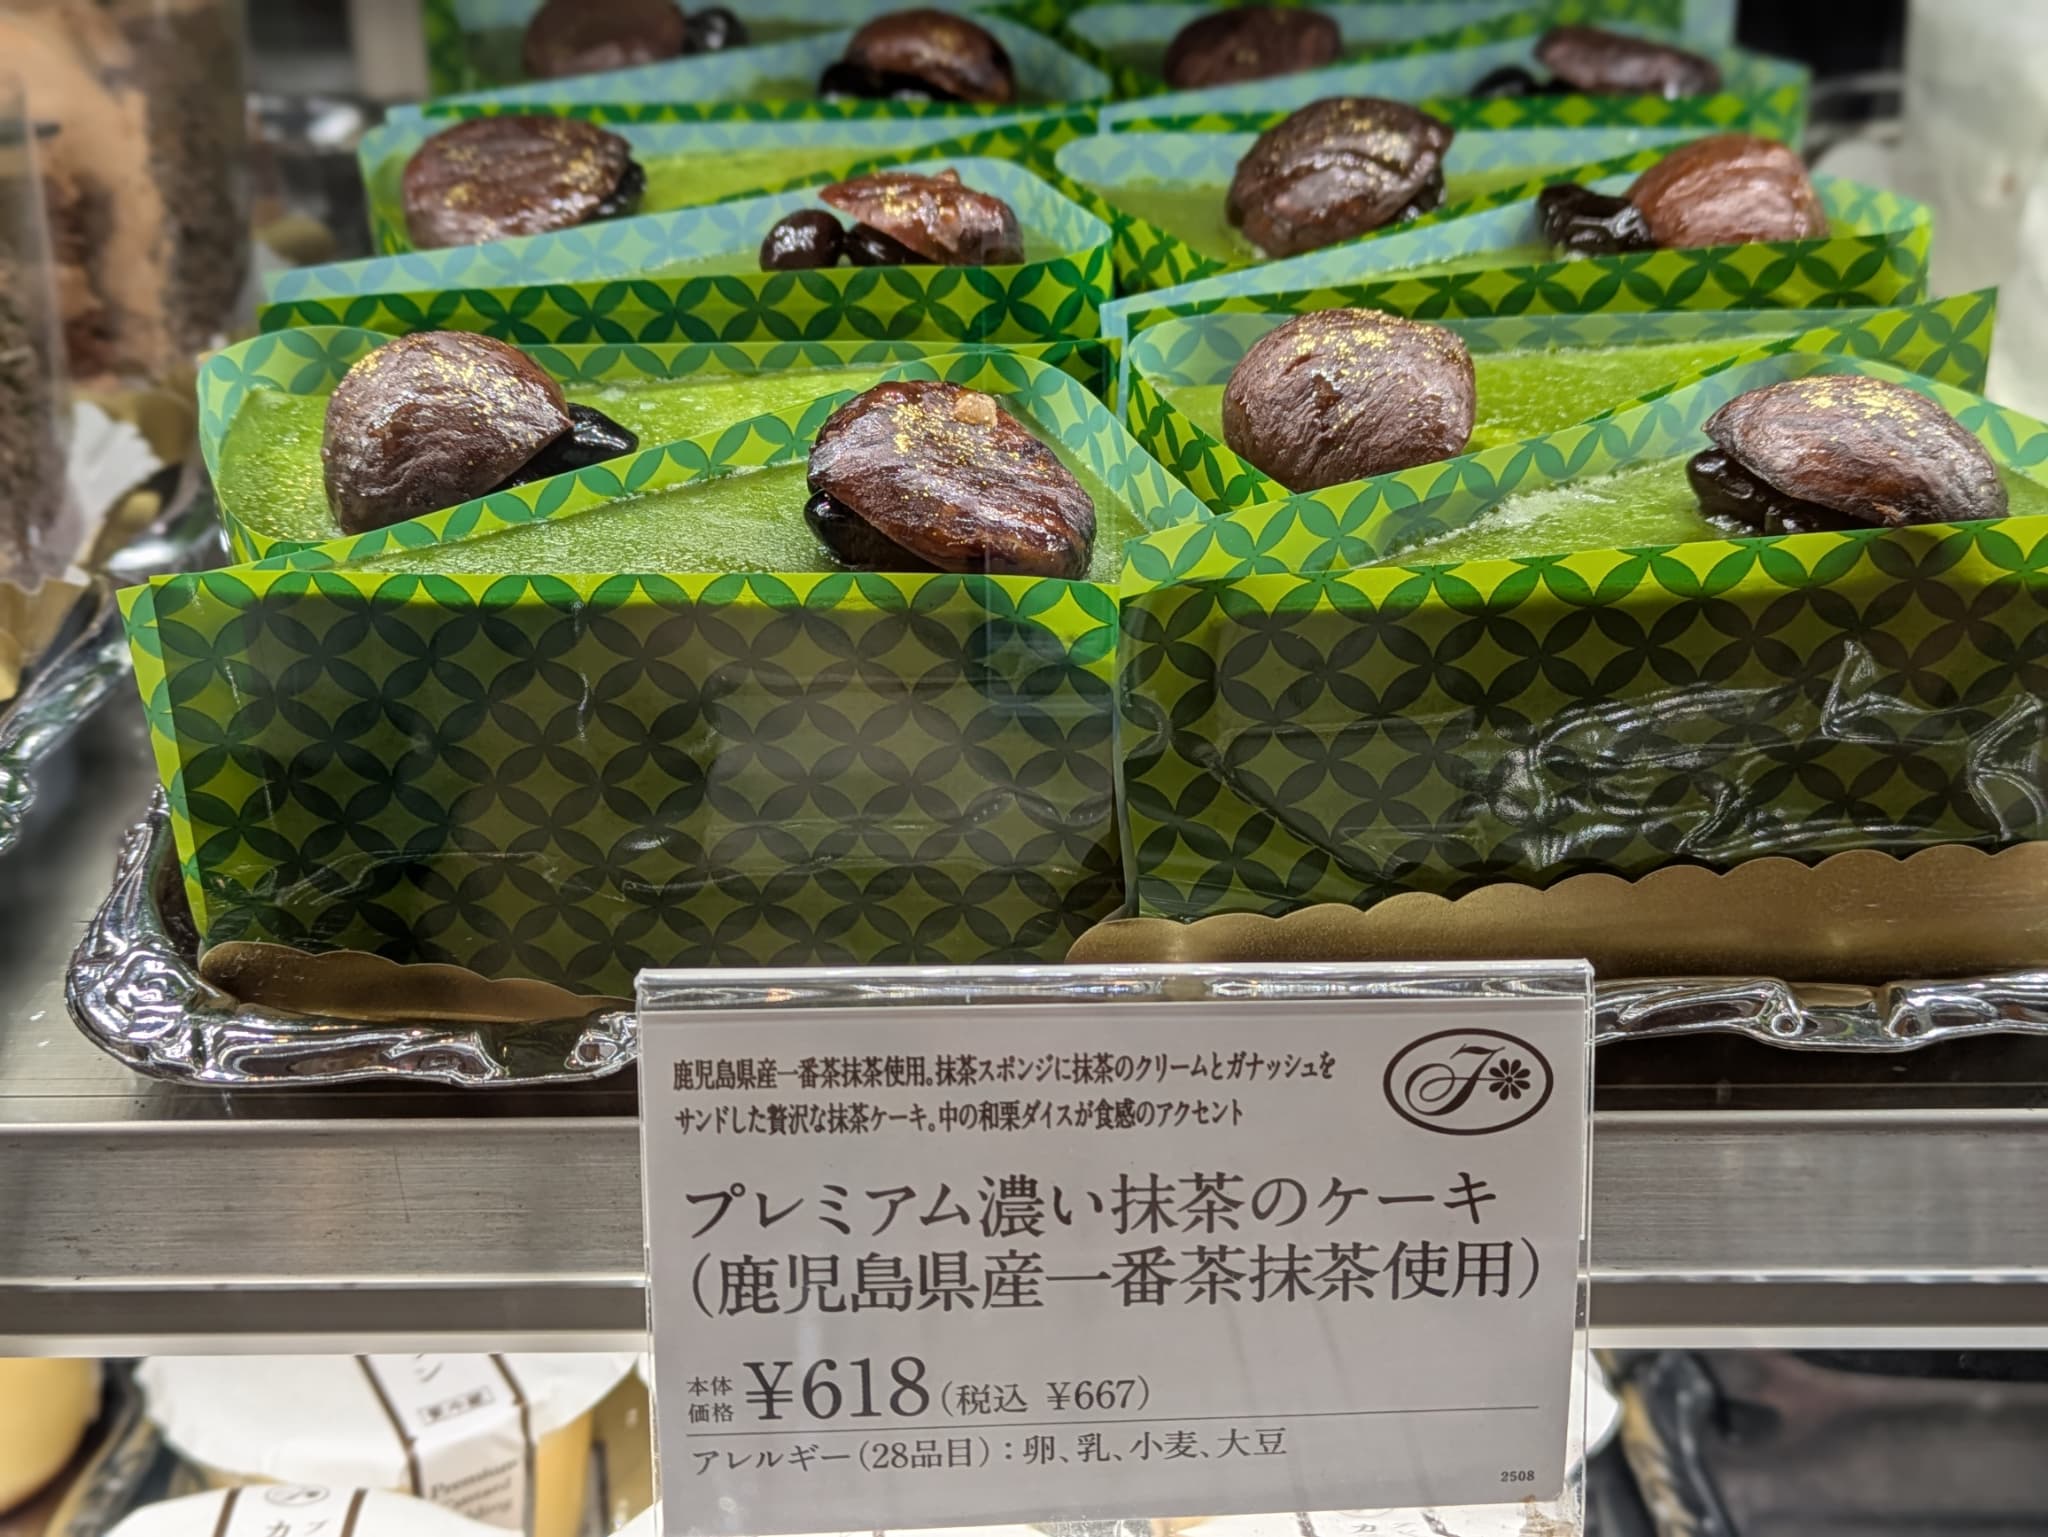 鹿児島県産一番茶抹茶使用。抹茶スポンジに抹茶のクリームとガナッシュを
サンドした贅沢な抹茶ケーキ。中の和栗ダイスが食感のアクセント
プレミアム濃い抹茶のケーキ
（鹿児島県産一番茶抹茶使用）
本体価格 ¥618（税込 ¥667）
アレルギー（28品目）：卵、乳、小麦、大豆
2508
Premium